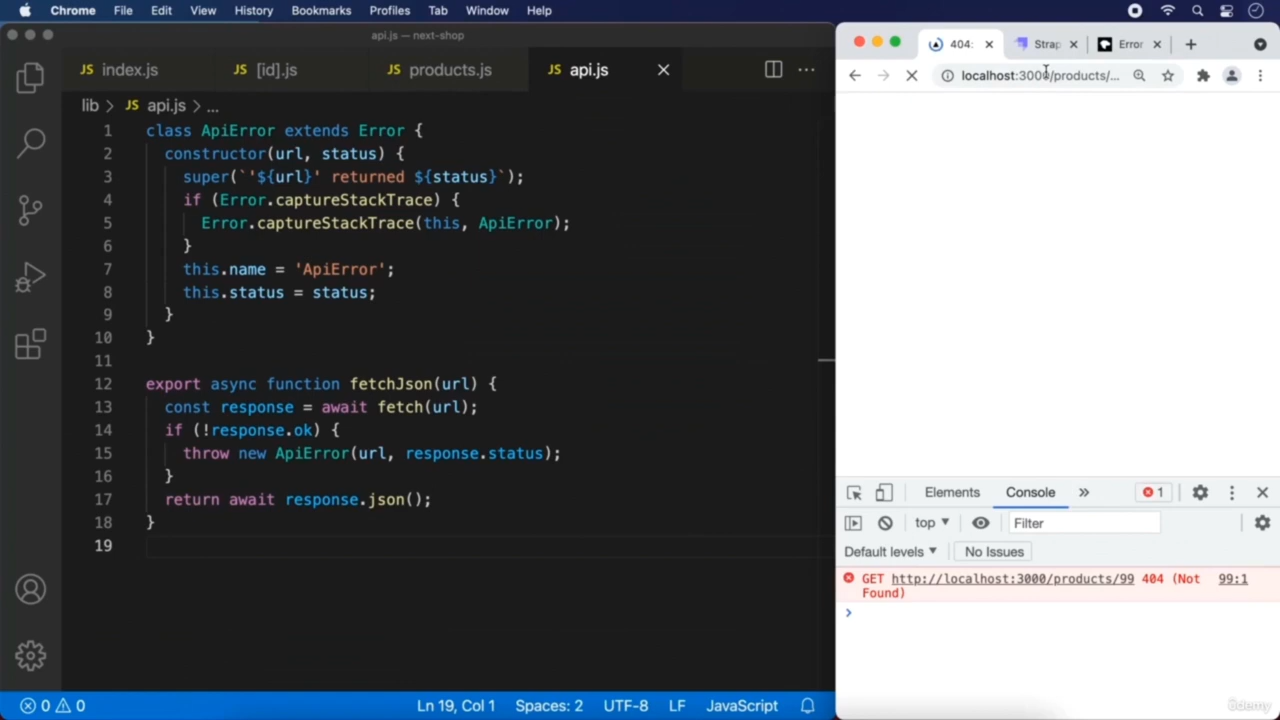 Chrome File Edit View History Bookmarks Profiles Tab Window Help
api.js — next-shop
JS index.js JS [id].js JS products.js JS api.js
lib > JS api.js > ...
1 class ApiError extends Error {
2 constructor(url, status) {
3 super(`'${url}' returned ${status}`);
4 if (Error.captureStackTrace) {
5 Error.captureStackTrace(this, ApiError);
6 }
7 this.name = 'ApiError';
8 this.status = status;
9 }
10 }
11
12 export async function fetchJson(url) {
13 const response = await fetch(url);
14 if (!response.ok) {
15 throw new ApiError(url, response.status);
16 }
17 return await response.json();
18 }
19
0 0 Ln 19, Col 1 Spaces: 2 UTF-8 LF JavaScript
404: Strap Error
localhost:3000/products/...
Elements Console » 1
top Filter
Default levels No Issues
GET http://localhost:3000/products/99 404 (Not 99:1
Found)
>
Udemy